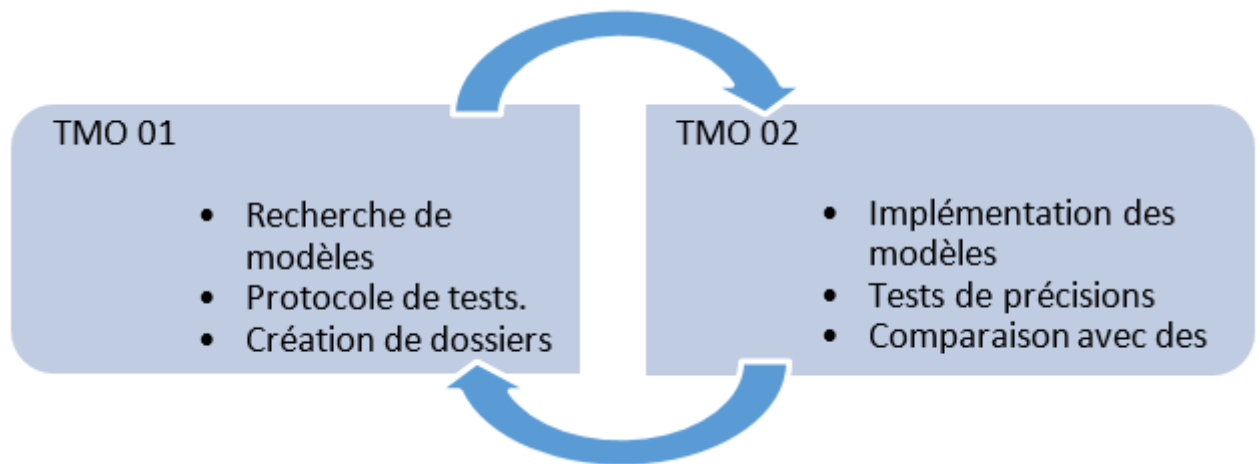 TMO 01
• Recherche de
modèles
• Protocole de tests.
• Création de dossiers
TMO 02
• Implémentation des
modèles
• Tests de précisions
• Comparaison avec des